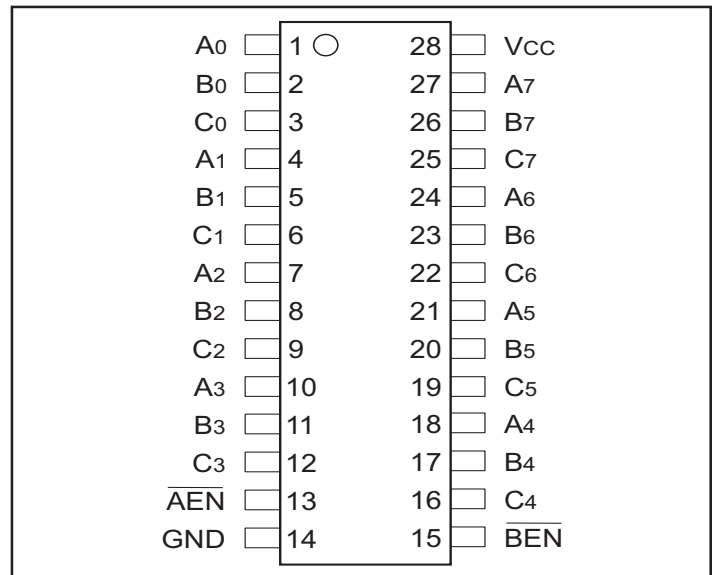 A0 1 28 VCC
B0 2 27 A7
C0 3 26 B7
A1 4 25 C7
B1 5 24 A6
C1 6 23 B6
A2 7 22 C6
B2 8 21 A5
C2 9 20 B5
A3 10 19 C5
B3 11 18 A4
C3 12 17 B4
A̅E̅N̅ 13 16 C4
GND 14 15 B̅E̅N̅